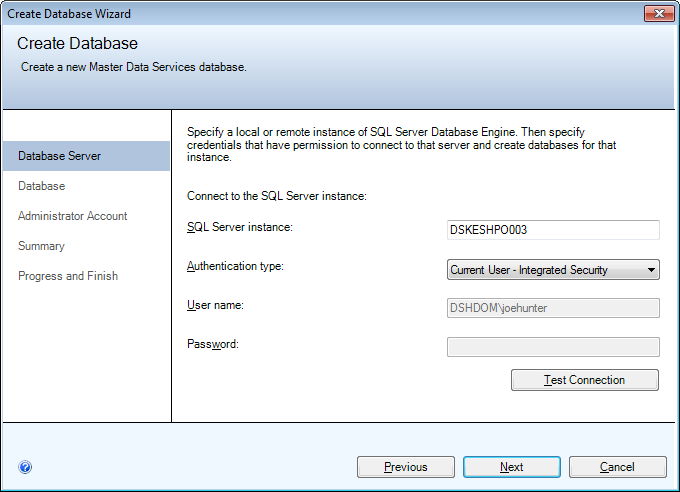 Create Database Wizard
Create Database
Create a new Master Data Services database.
Database Server
Database
Administrator Account
Summary
Progress and Finish
Specify a local or remote instance of SQL Server Database Engine. Then specify
credentials that have permission to connect to that server and create databases for that
instance.
Connect to the SQL Server instance:
SQL Server instance:
DSKESHPO003
Authentication type:
Current User - Integrated Security
User name:
DSHDOM\joehunter
Password:
Test Connection
Previous
Next
Cancel